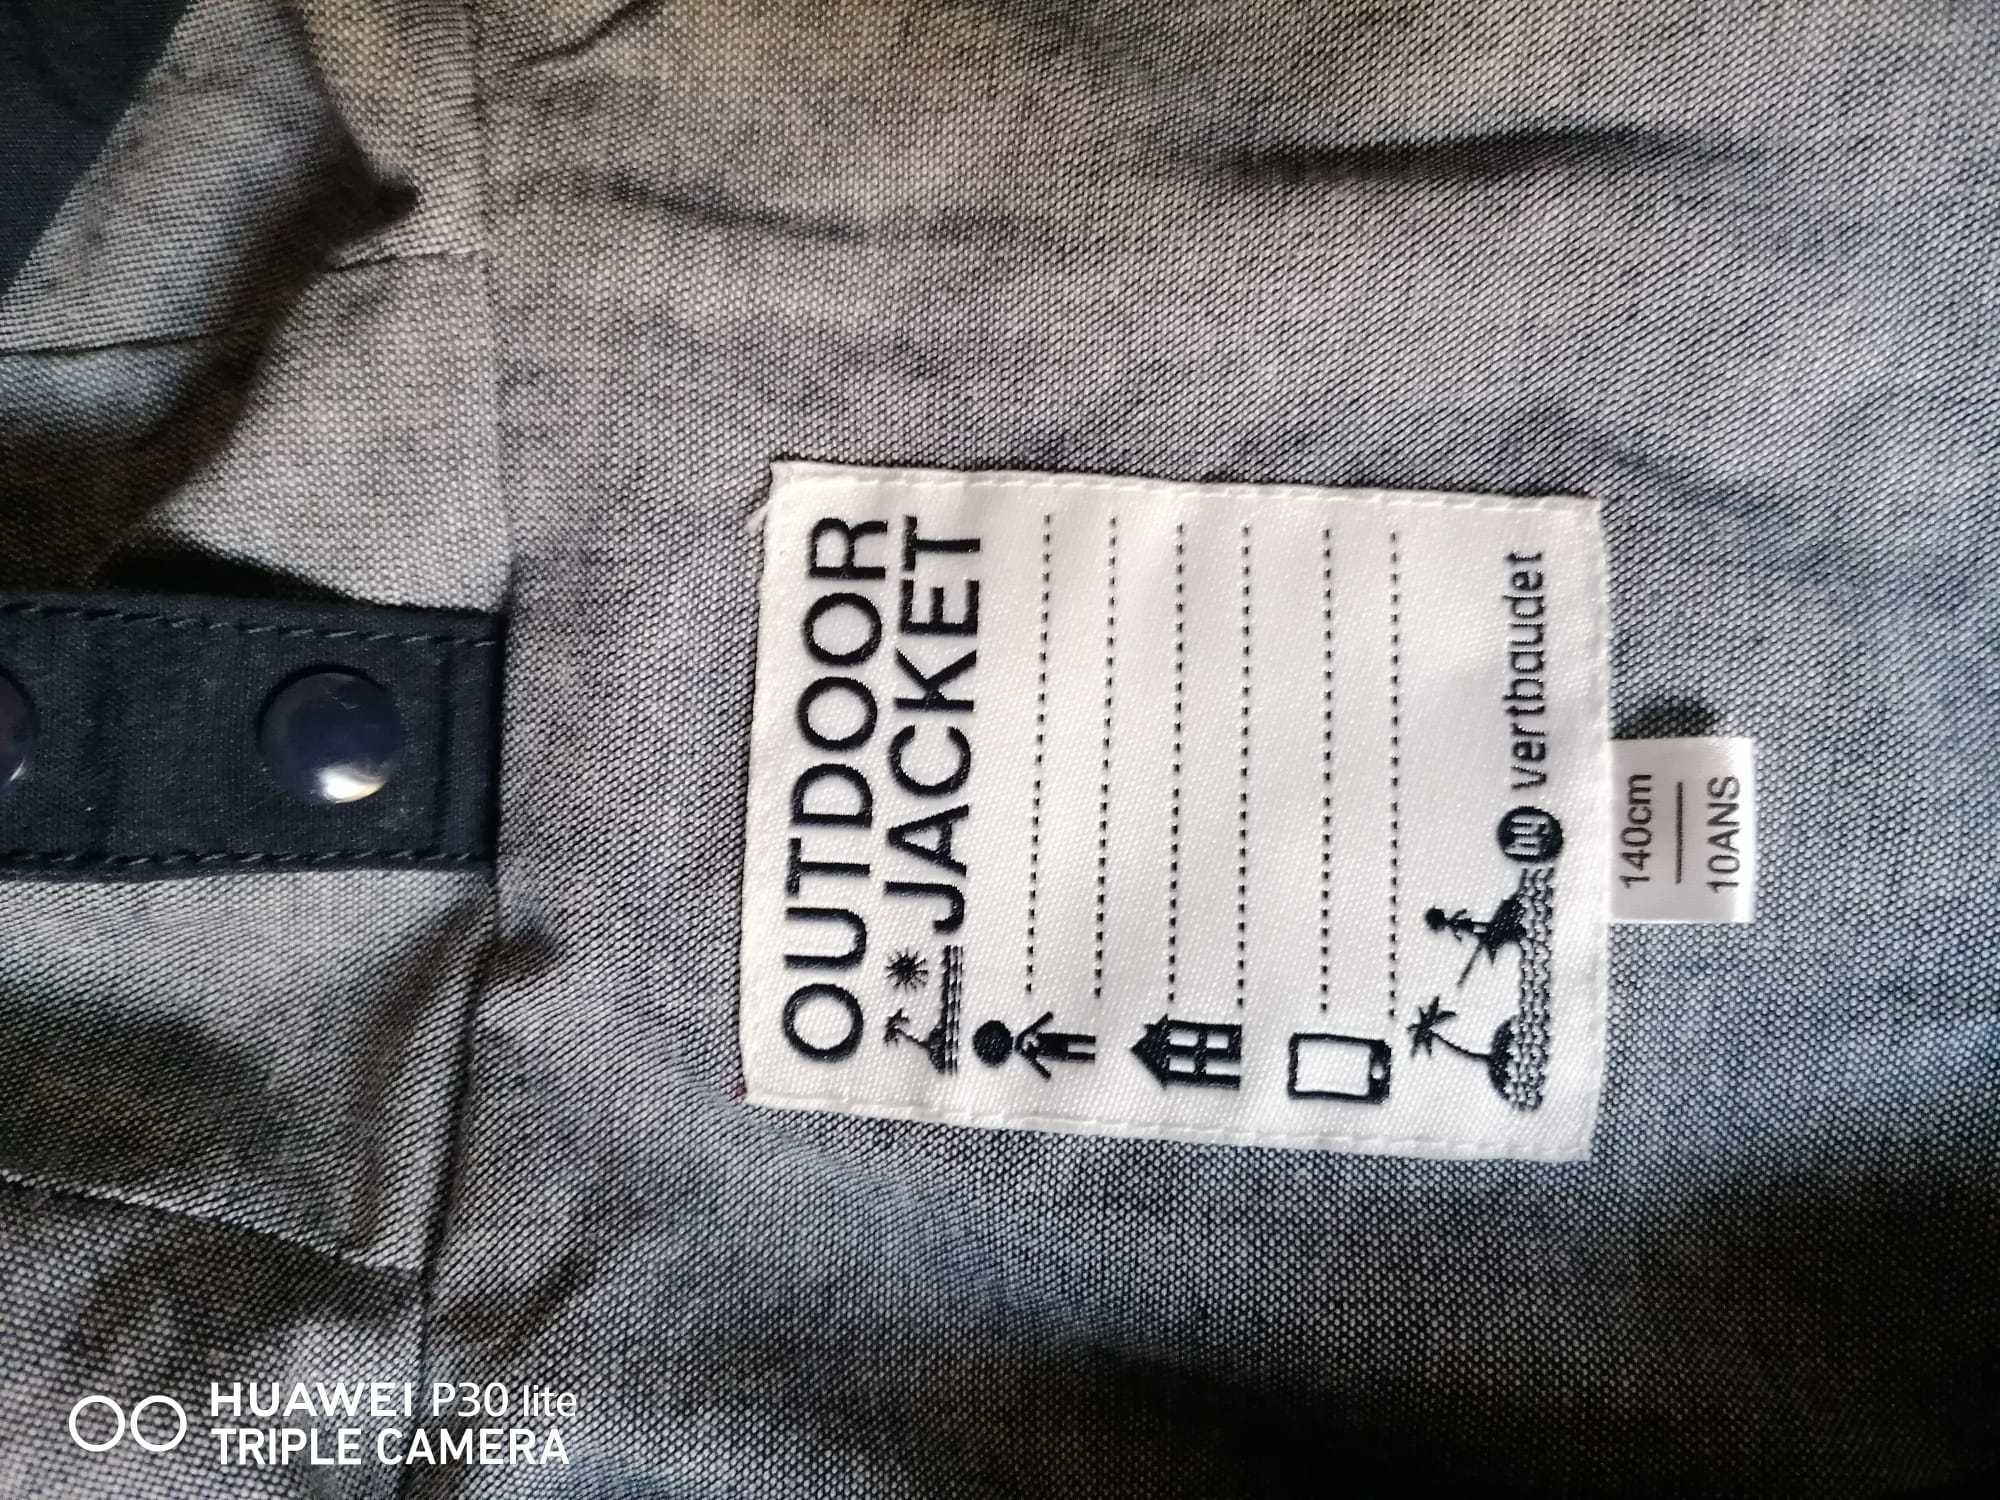 OUTDOOR
JACKET
vertbaudet
140cm
10ANS
HUAWEI P30 lite
TRIPLE CAMERA